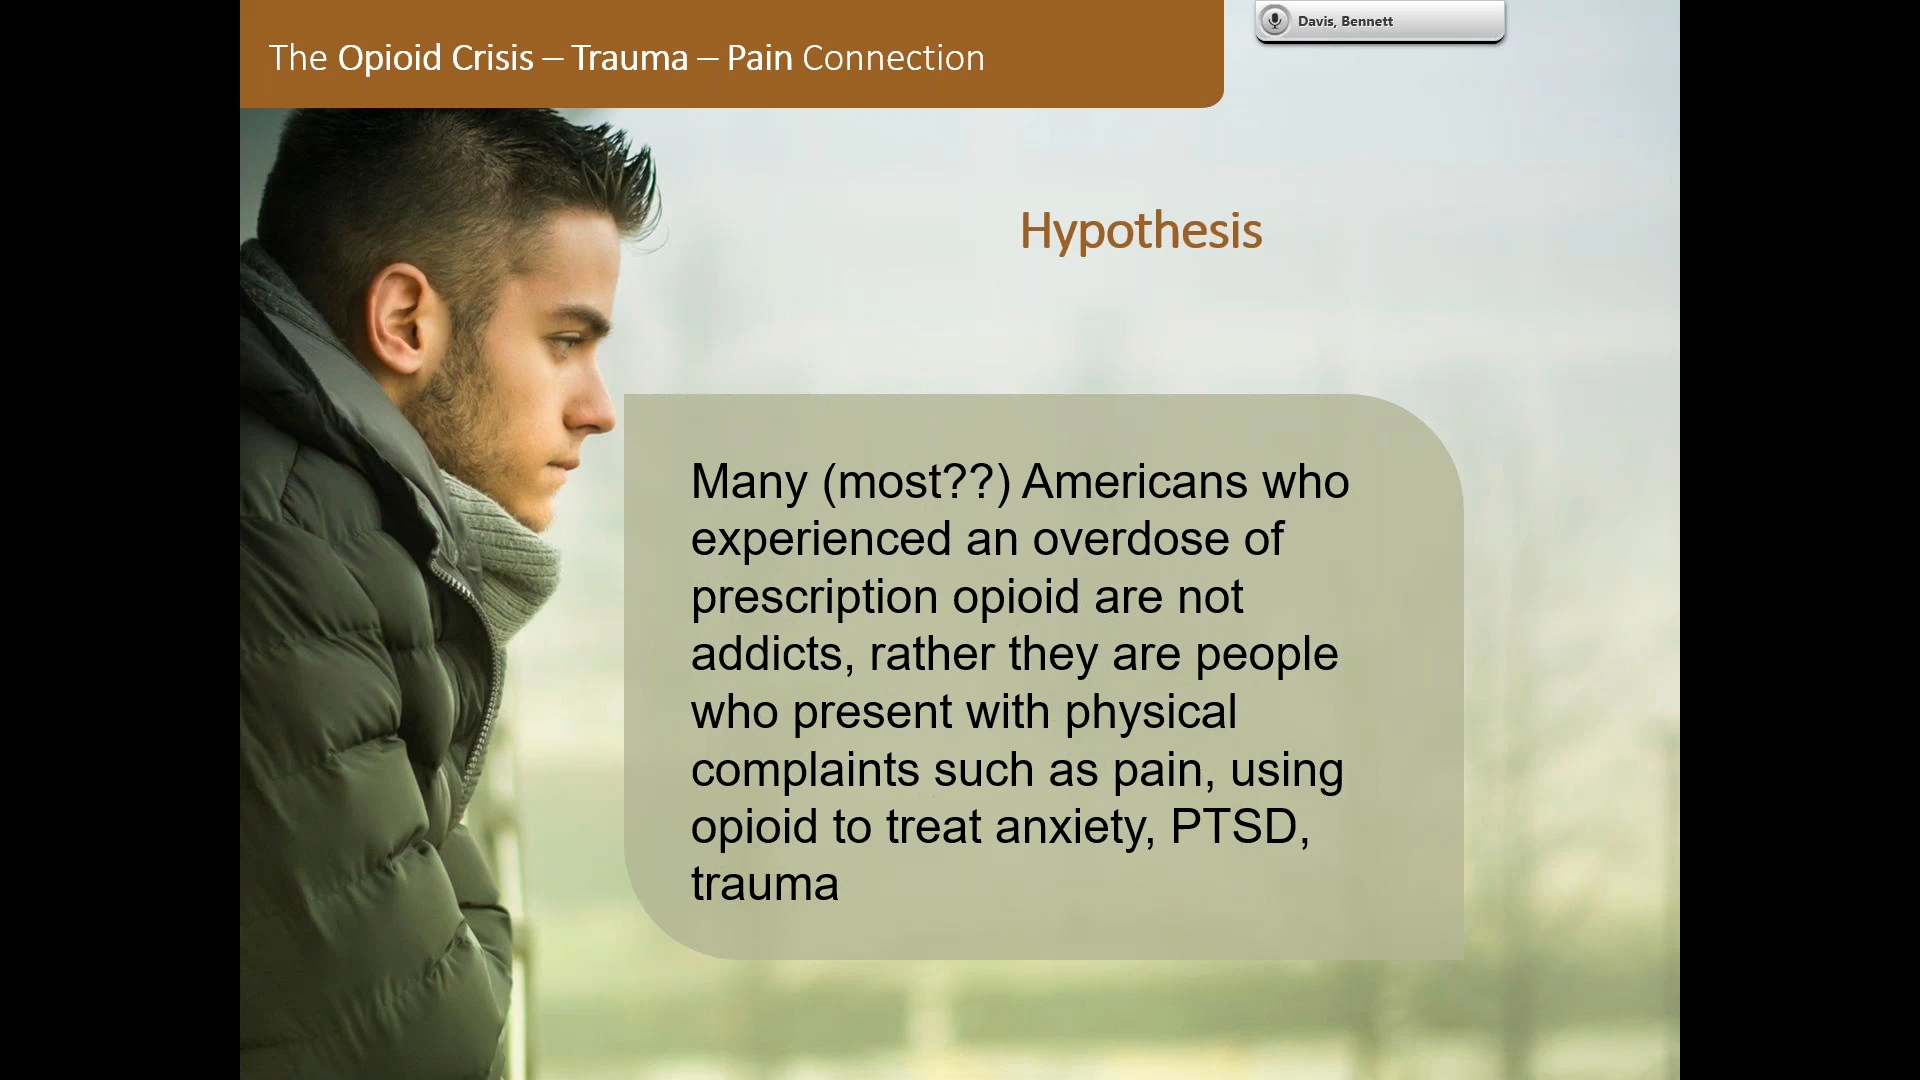 The Opioid Crisis – Trauma – Pain Connection
Davis, Bennett
Hypothesis
Many (most??) Americans who
experienced an overdose of
prescription opioid are not
addicts, rather they are people
who present with physical
complaints such as pain, using
opioid to treat anxiety, PTSD,
trauma